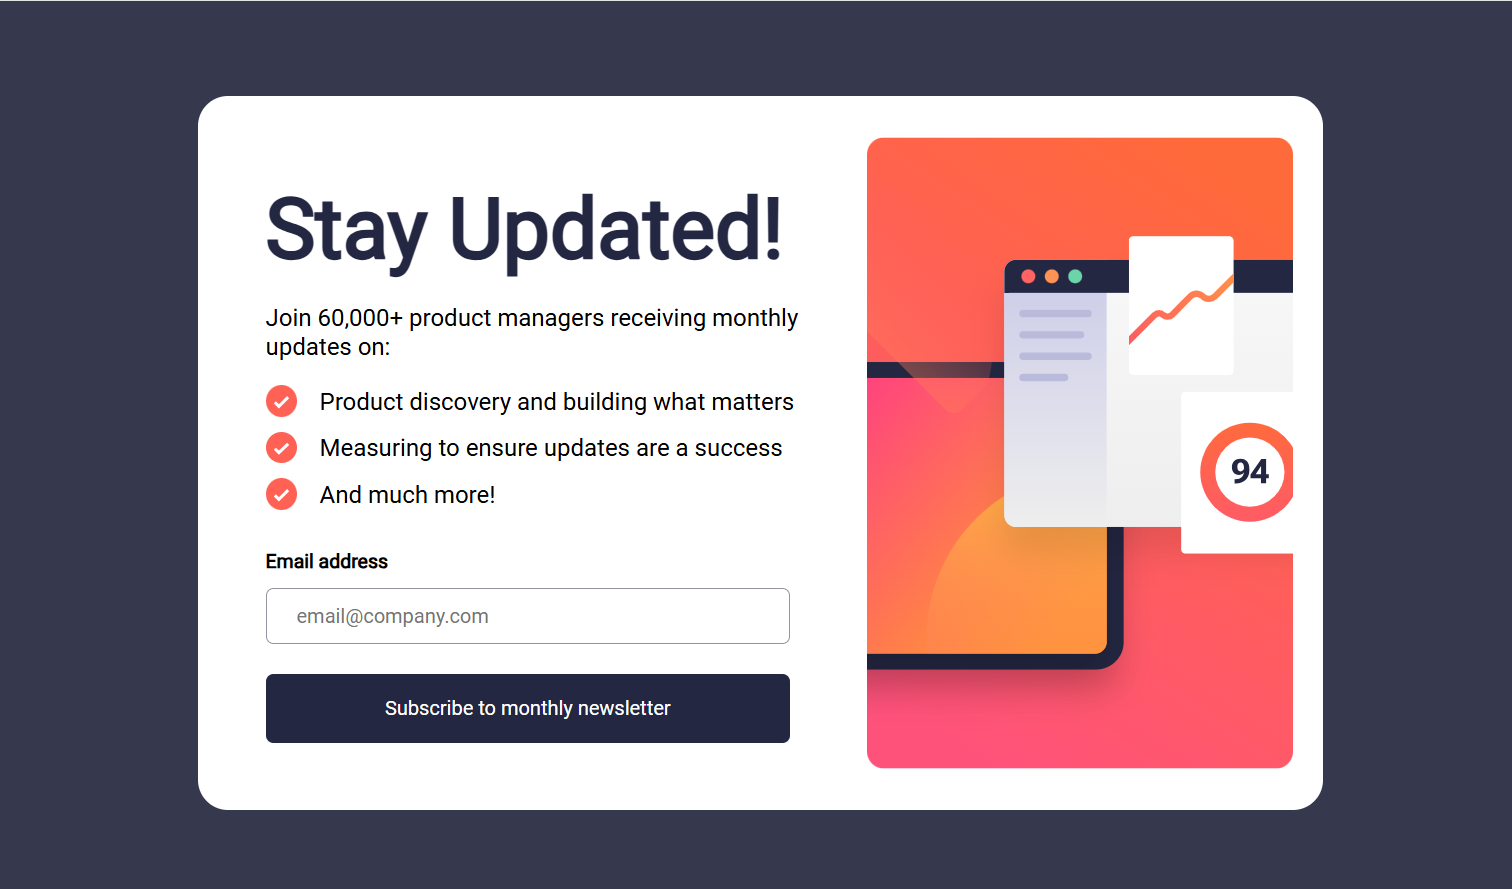 Stay Updated!
Join 60,000+ product managers receiving monthly
updates on:
Product discovery and building what matters
Measuring to ensure updates are a success
And much more!
Email address
email@company.com
Subscribe to monthly newsletter
94